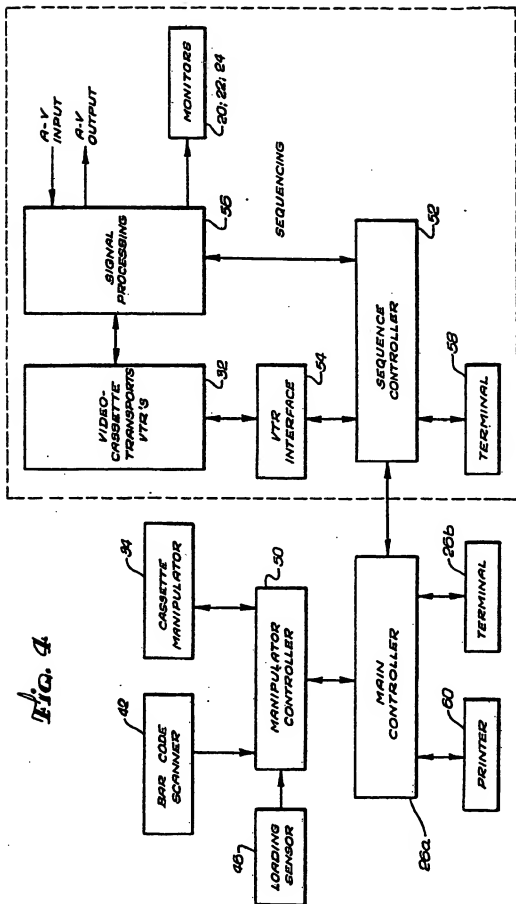 Fig. 4
A-V
INPUT
A-V
OUTPUT
VIDEO-
CASSETTE
TRANSPORTS
VTR'S
32
SIGNAL
PROCESSING
56
MONITORS
20; 22; 24
SEQUENCING
VTR
INTERFACE
54
SEQUENCE
CONTROLLER
52
TERMINAL
58
LOADING
SENSOR
46
BAR CODE
SCANNER
42
CASSETTE
MANIPULATOR
34
MANIPULATOR
CONTROLLER
50
MAIN
CONTROLLER
26a
PRINTER
60
TERMINAL
26b